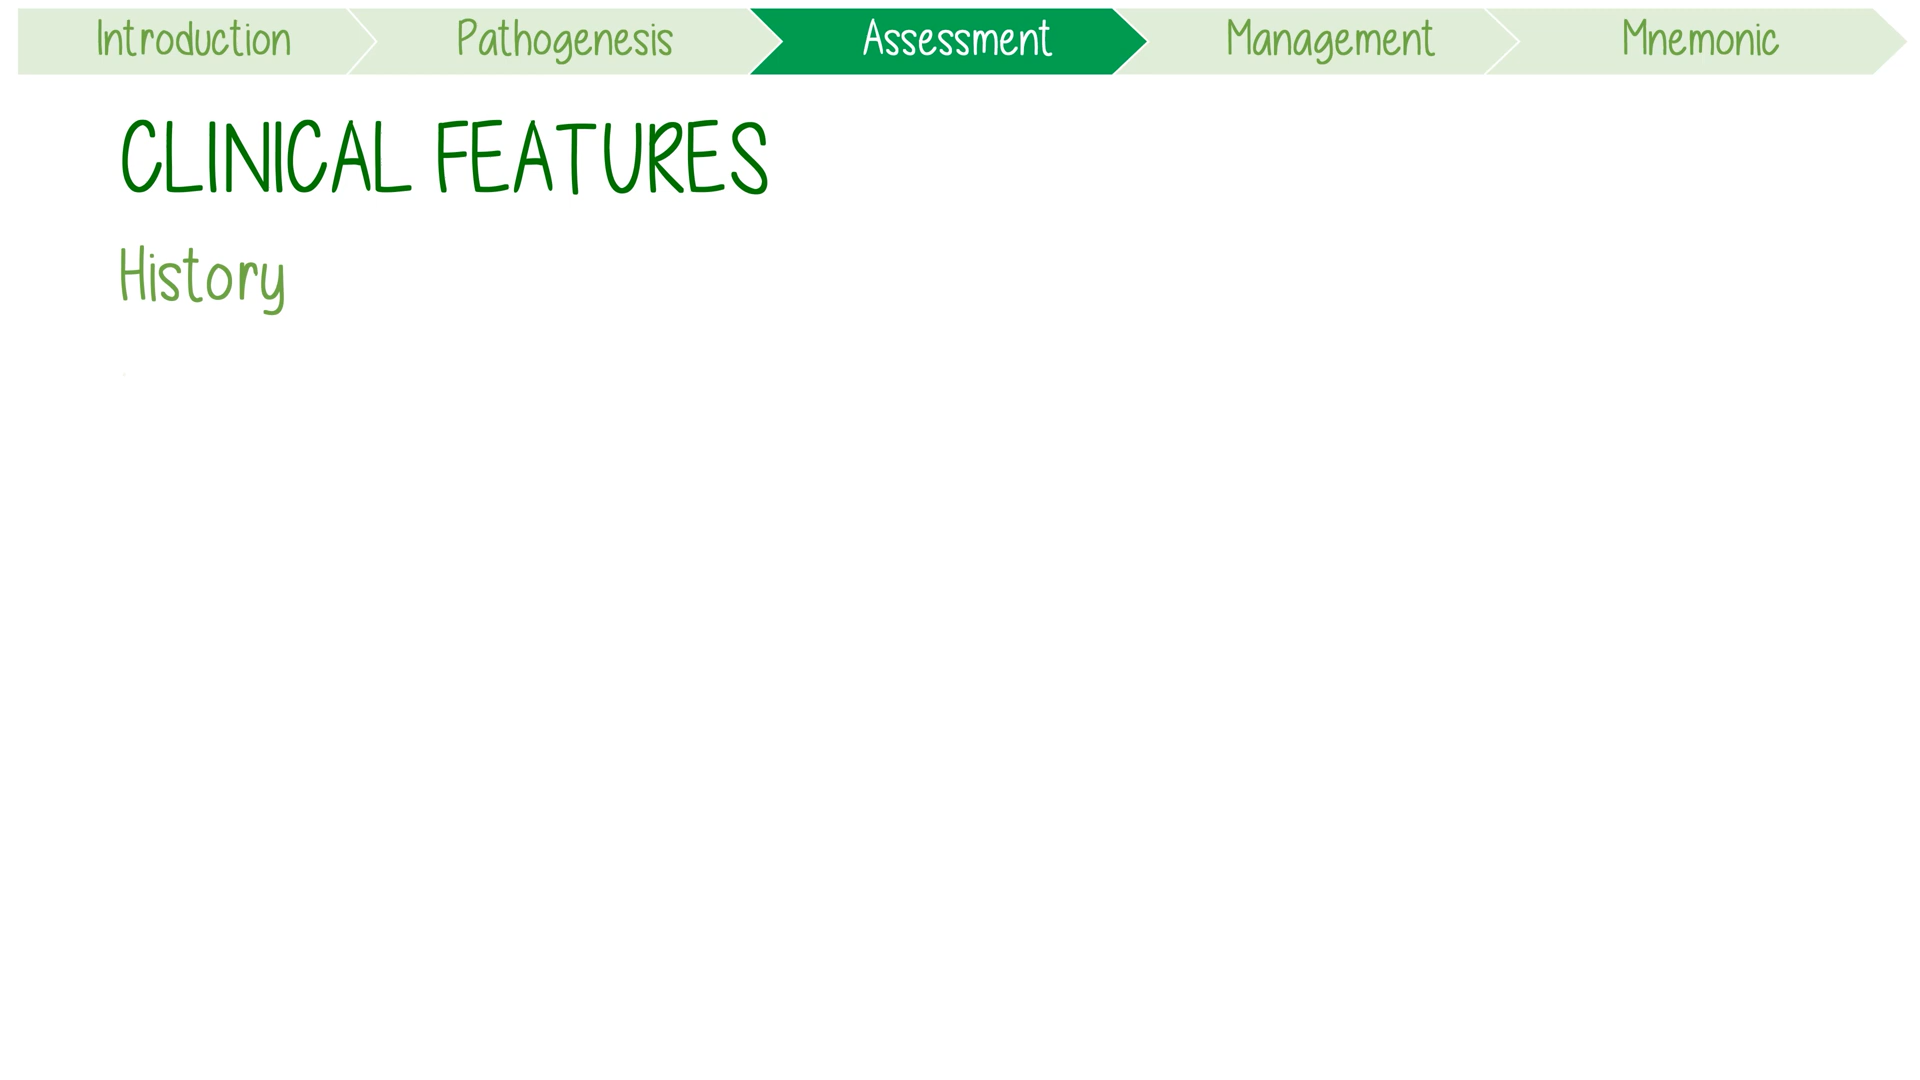 Introduction Pathogenesis Assessment Management Mnemonic
CLINICAL FEATURES
History